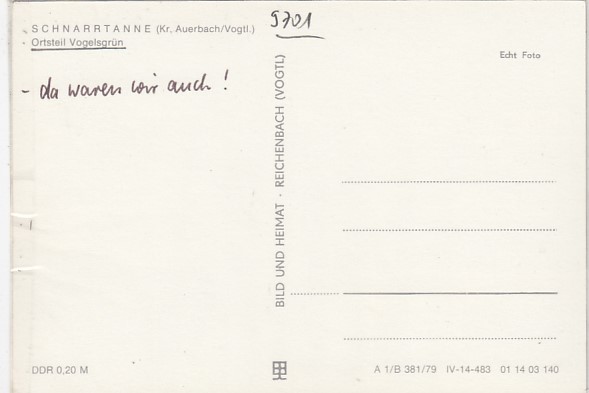 9701
SCHNARRTANNE (Kr. Auerbach/Vogtl.)
Ortsteil Vogelsgrün
- da waren wir auch!
Echt Foto
BILD UND HEIMAT · REICHENBACH (VOGTL)
DDR 0,20 M
A 1/B 381/79 IV-14-483 01 14 03 140